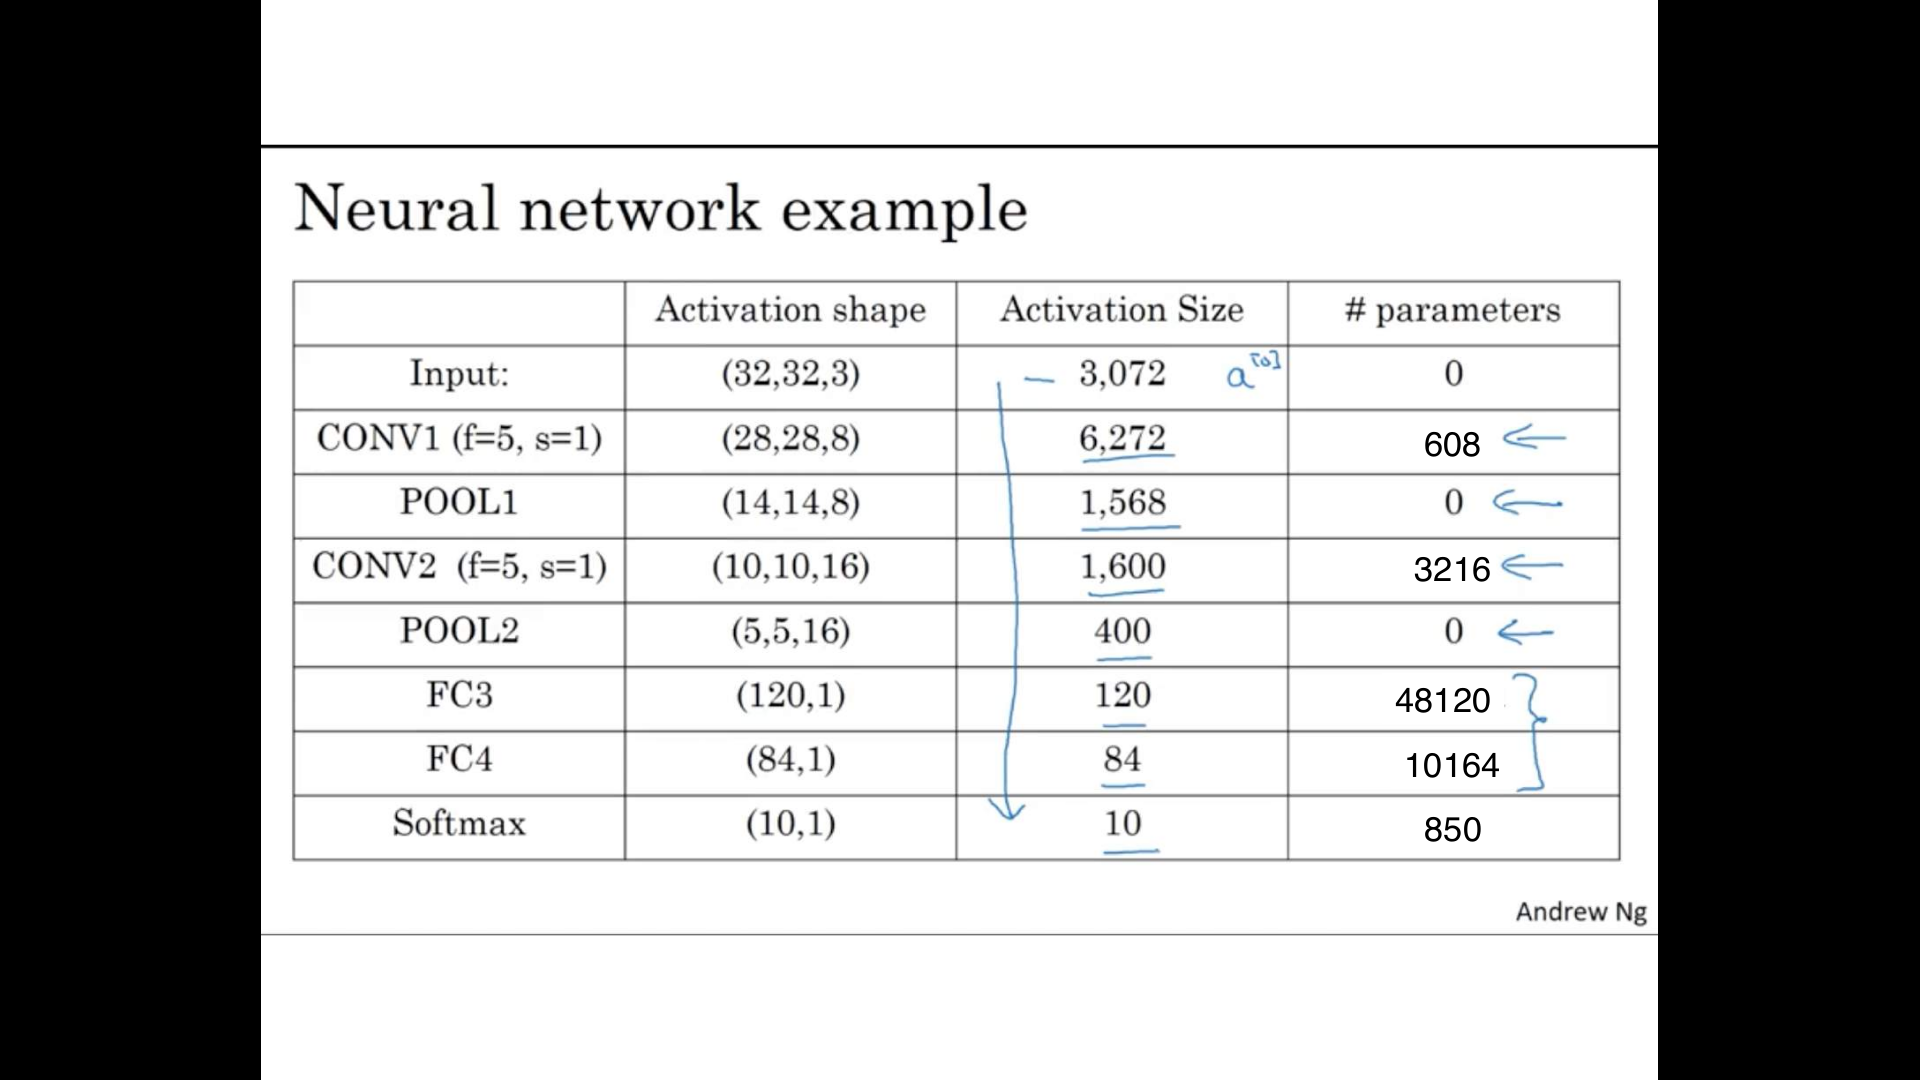 Neural network example
Activation shape Activation Size # parameters
Input: (32,32,3) 3,072 a[0] 0
CONV1 (f=5, s=1) (28,28,8) 6,272 608
POOL1 (14,14,8) 1,568 0
CONV2 (f=5, s=1) (10,10,16) 1,600 3216
POOL2 (5,5,16) 400 0
FC3 (120,1) 120 48120
FC4 (84,1) 84 10164
Softmax (10,1) 10 850
Andrew Ng